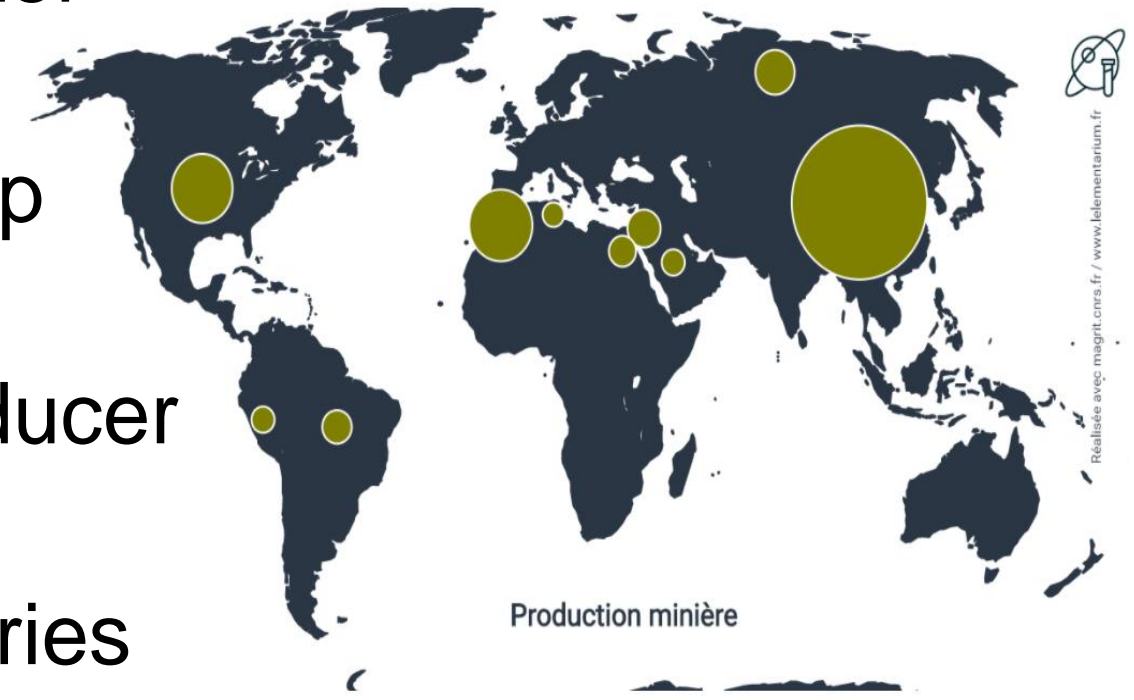 p
ducer
ries
Production minière
Réalisée avec magrit.cnrs.fr / www.lelementarium.fr